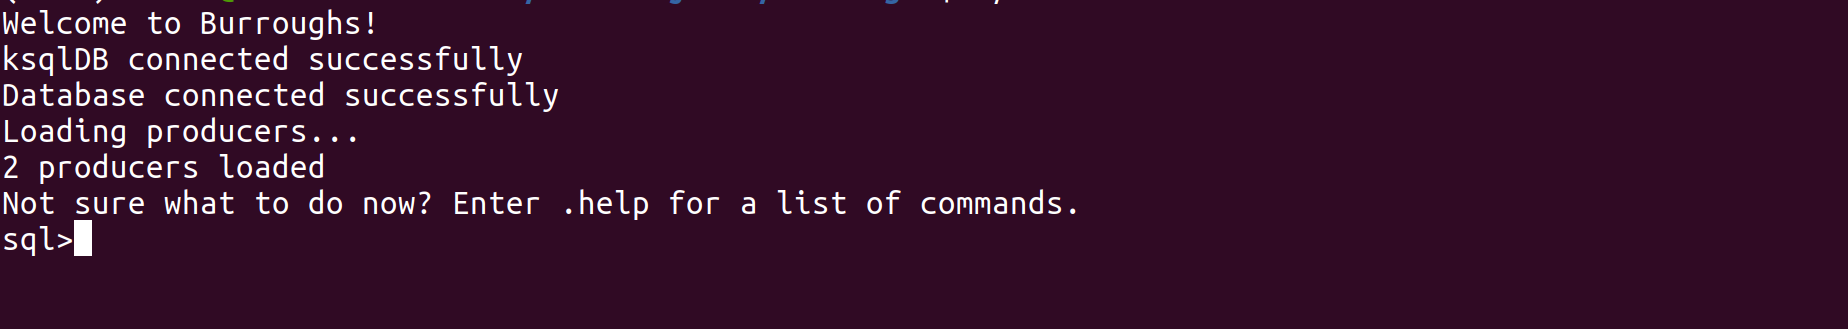 Welcome to Burroughs!
ksqlDB connected successfully
Database connected successfully
Loading producers...
2 producers loaded
Not sure what to do now? Enter .help for a list of commands.
sql>